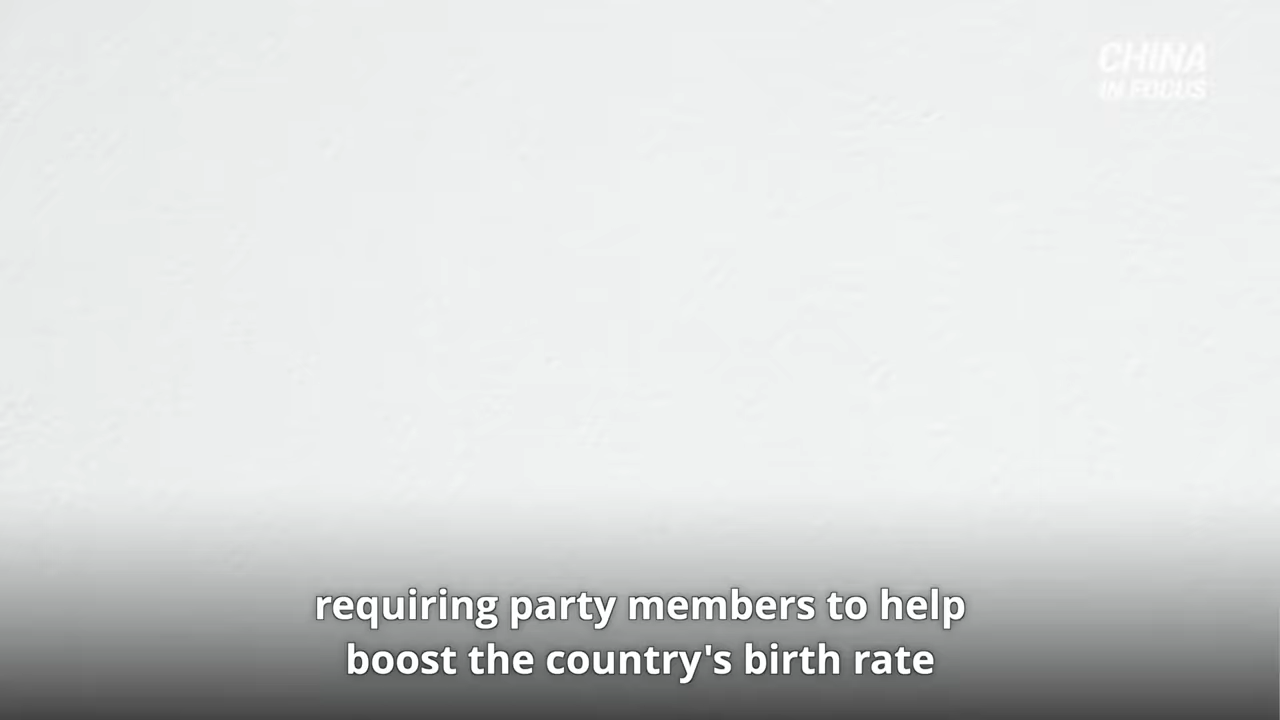 CHINA
IN FOCUS
requiring party members to help
boost the country's birth rate